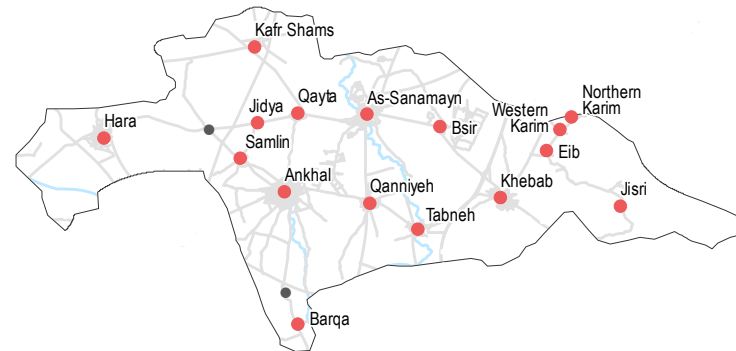 Kafr Shams
Hara
Jidya
Qayta
As-Sanamayn
Bsir
Western
Karim
Northern
Karim
Samlin
Eib
Ankhal
Qanniyeh
Khebab
Jisri
Tabneh
Barqa